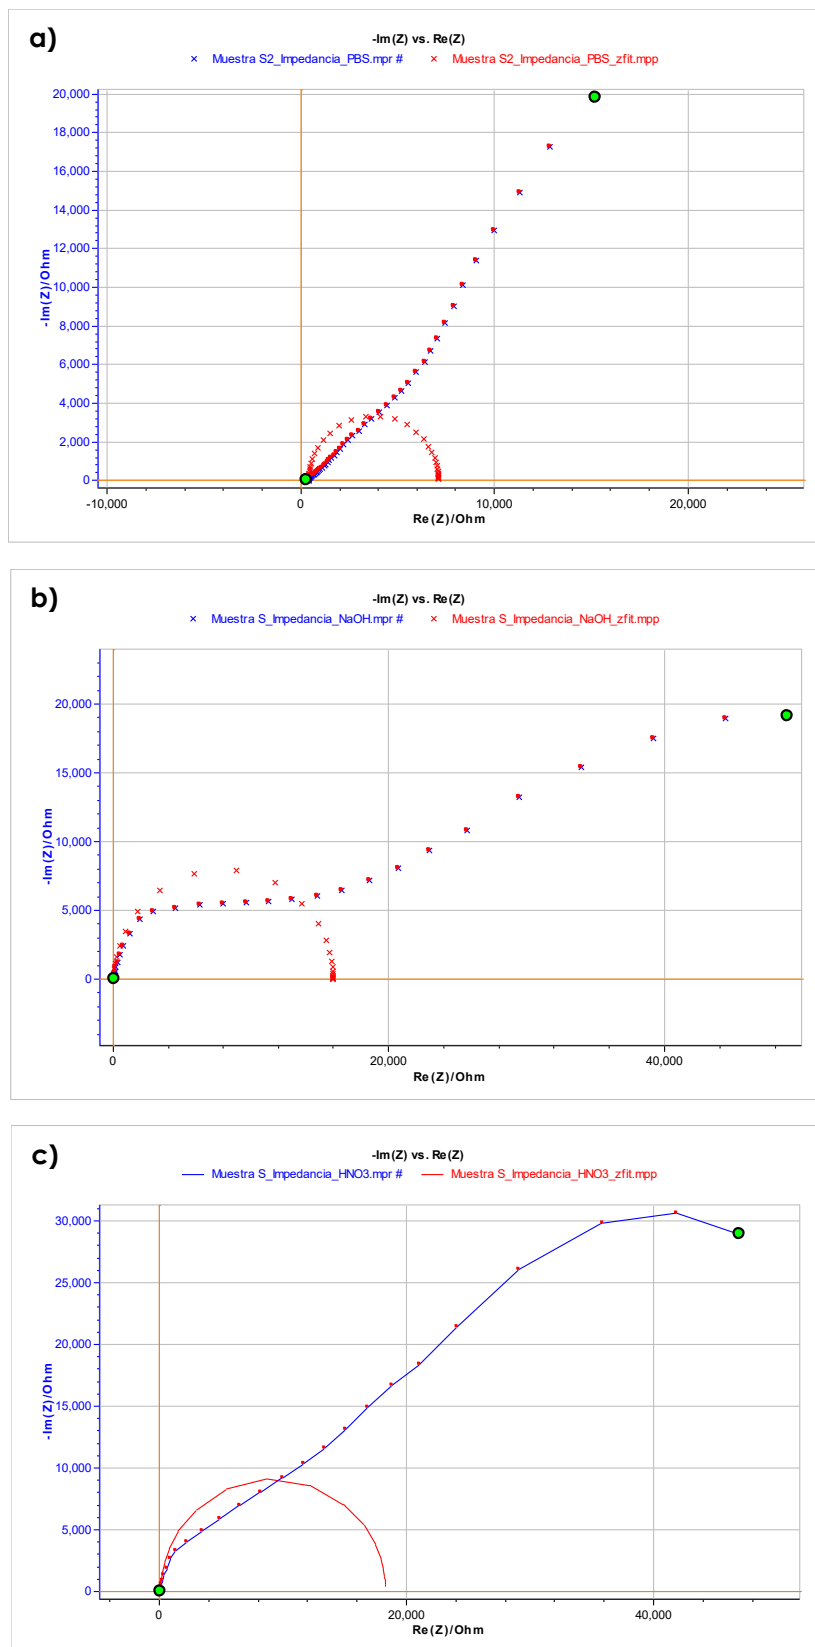 a)
-Im(Z) vs. Re(Z)
× Muestra S2_Impedancia_PBS.mpr # × Muestra S2_Impedancia_PBS_zfit.mpp
20,000
18,000
16,000
14,000
12,000
10,000
8,000
6,000
4,000
2,000
0
-Im(Z)/Ohm
-10,000 0 10,000 20,000
Re(Z)/Ohm
b)
-Im(Z) vs. Re(Z)
× Muestra S_Impedancia_NaOH.mpr # × Muestra S_Impedancia_NaOH_zfit.mpp
20,000
15,000
10,000
5,000
0
-Im(Z)/Ohm
0 20,000 40,000
Re(Z)/Ohm
c)
-Im(Z) vs. Re(Z)
Muestra S_Impedancia_HNO3.mpr # Muestra S_Impedancia_HNO3_zfit.mpp
30,000
25,000
20,000
15,000
10,000
5,000
0
-Im(Z)/Ohm
0 20,000 40,000
Re(Z)/Ohm